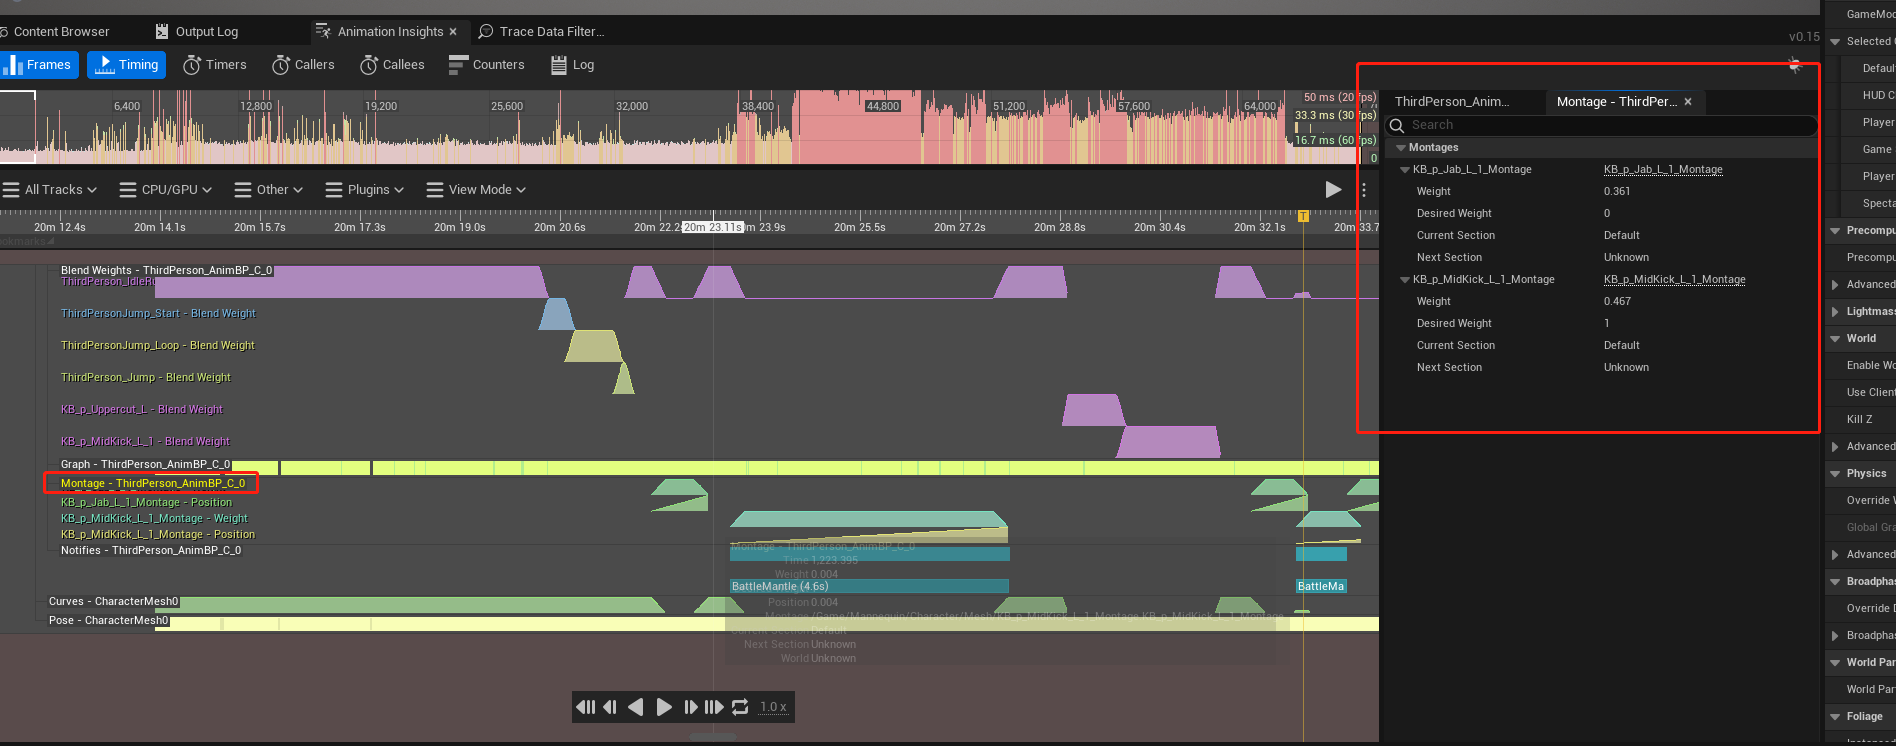 Content Browser
Output Log
Animation Insights ×
Trace Data Filter...
v0.15
Frames
Timing
Timers
Callers
Callees
Counters
Log
6,400
12,800
19,200
25,600
32,000
38,400
44,800
51,200
57,600
64,000
50 ms (20 fps)
33.3 ms (30 fps)
16.7 ms (60 fps)
0
All Tracks
CPU/GPU
Other
Plugins
View Mode
T
20m 12.4s
20m 14.1s
20m 15.7s
20m 17.3s
20m 19.0s
20m 20.6s
20m 22.2
20m 23.11s
m 23.9s
20m 25.5s
20m 27.2s
20m 28.8s
20m 30.4s
20m 32.1s
20m 33.7
okmarks
Blend Weights - ThirdPerson_AnimBP_C_0
ThirdPerson_IdleRu
ThirdPersonJump_Start - Blend Weight
ThirdPersonJump_Loop - Blend Weight
ThirdPerson_Jump - Blend Weight
KB_p_Uppercut_L - Blend Weight
KB_p_MidKick_L_1 - Blend Weight
Graph - ThirdPerson_AnimBP_C_0
Montage - ThirdPerson_AnimBP_C_0
KB_p_Jab_L_1_Montage - Position
KB_p_MidKick_L_1_Montage - Weight
KB_p_MidKick_L_1_Montage - Position
Notifies - ThirdPerson_AnimBP_C_0
BattleMantle (4.6s)
BattleMa
Curves - CharacterMesh0
Pose - CharacterMesh0
Montage - ThirdPerson_AnimBP_C_0
Time 1,223.395
Weight 0.004
Position 0.004
Montage /Game/Mannequin/Character/Mesh/KB_p_MidKick_L_1_Montage.KB_p_MidKick_L_1_Montage
Current Section Default
Next Section Unknown
World Unknown
1.0 x
ThirdPerson_Anim...
Montage - ThirdPer... ×
Search
Montages
KB_p_Jab_L_1_Montage KB_p_Jab_L_1_Montage
Weight 0.361
Desired Weight 0
Current Section Default
Next Section Unknown
KB_p_MidKick_L_1_Montage KB_p_MidKick_L_1_Montage
Weight 0.467
Desired Weight 1
Current Section Default
Next Section Unknown
GameMod
Selected
Default
HUD Cl
Player
Game
Player
Specta
Precompu
Precompu
Advanced
Lightmass
World
Enable Wo
Use Client
Kill Z
Advanced
Physics
Override W
Global Gra
Advanced
Broadphas
Override D
Broadphas
World Par
World Par
Foliage